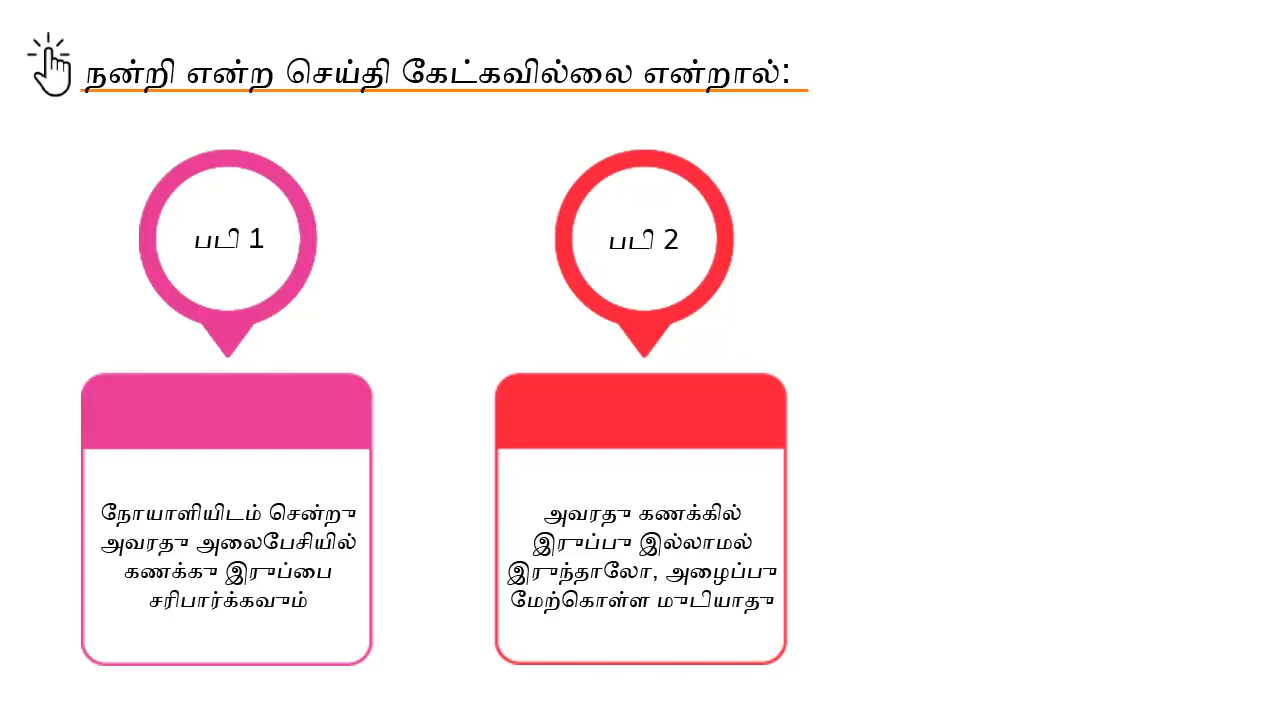 நன்றி என்ற செய்தி கேட்கவில்லை என்றால்:
படி 1
படி 2
நோயாளியிடம் சென்று
அவரது அலைபேசியில்
கணக்கு இருப்பை
சரிபார்க்கவும்
அவரது கணக்கில்
இருப்பு இல்லாமல்
இருந்தாலோ, அழைப்பு
மேற்கொள்ள முடியாது